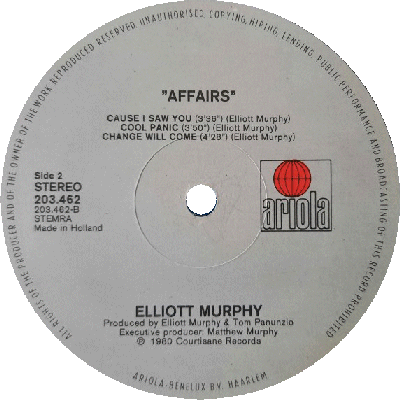 ALL RIGHTS OF THE PRODUCER AND OF THE OWNER OF THE WORK REPRODUCED RESERVED UNAUTHORISED COPYING, HIRING, LENDING, PUBLIC PERFORMANCE AND BROADCASTING OF THIS RECORD PROHIBITED
"AFFAIRS"
CAUSE I SAW YOU (3'39") (Elliott Murphy)
COOL PANIC (3'50") (Elliott Murphy)
CHANGE WILL COME (4'28") (Elliott Murphy)
Side 2
STEREO
203.462
203.462-B
STEMRA
Made in Holland
ariola
ELLIOTT MURPHY
Produced by Elliott Murphy & Tom Panunzio
Executive producer: Matthew Murphy
℗ 1980 Courtisane Records
ARIOLA-BENELUX BV. HAARLEM